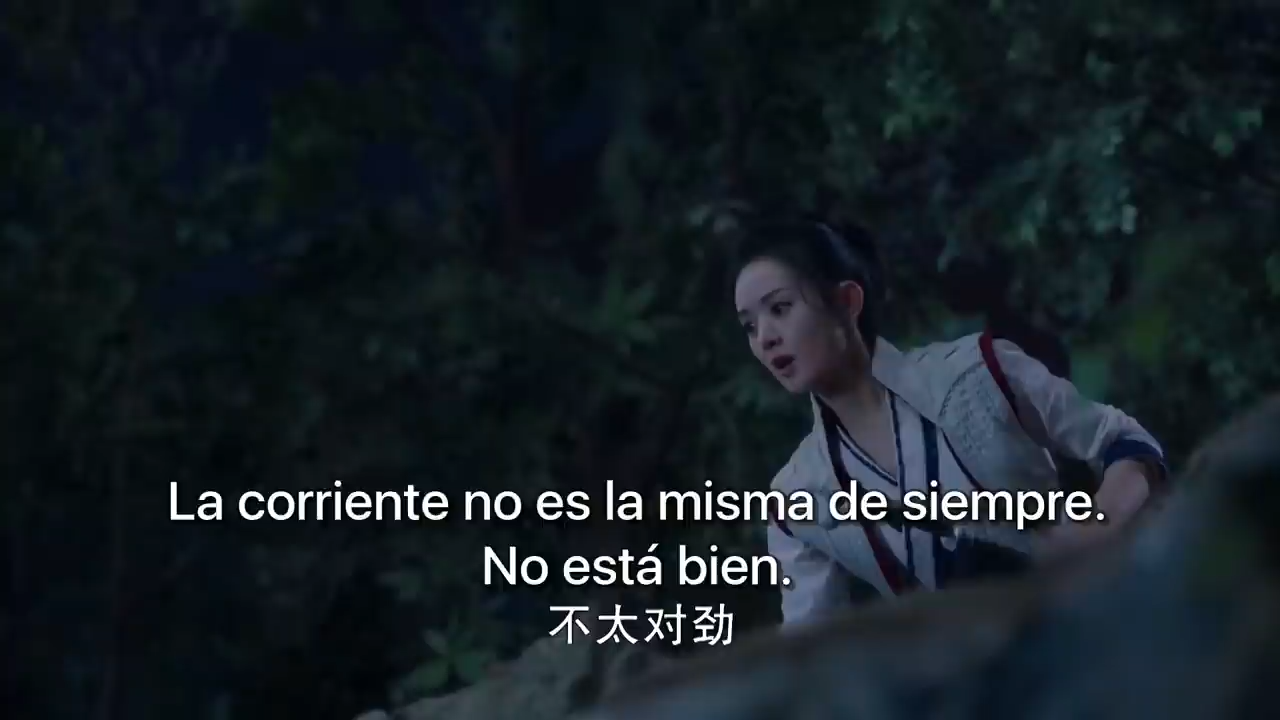 La corriente no es la misma de siempre.
No está bien.
不太对劲